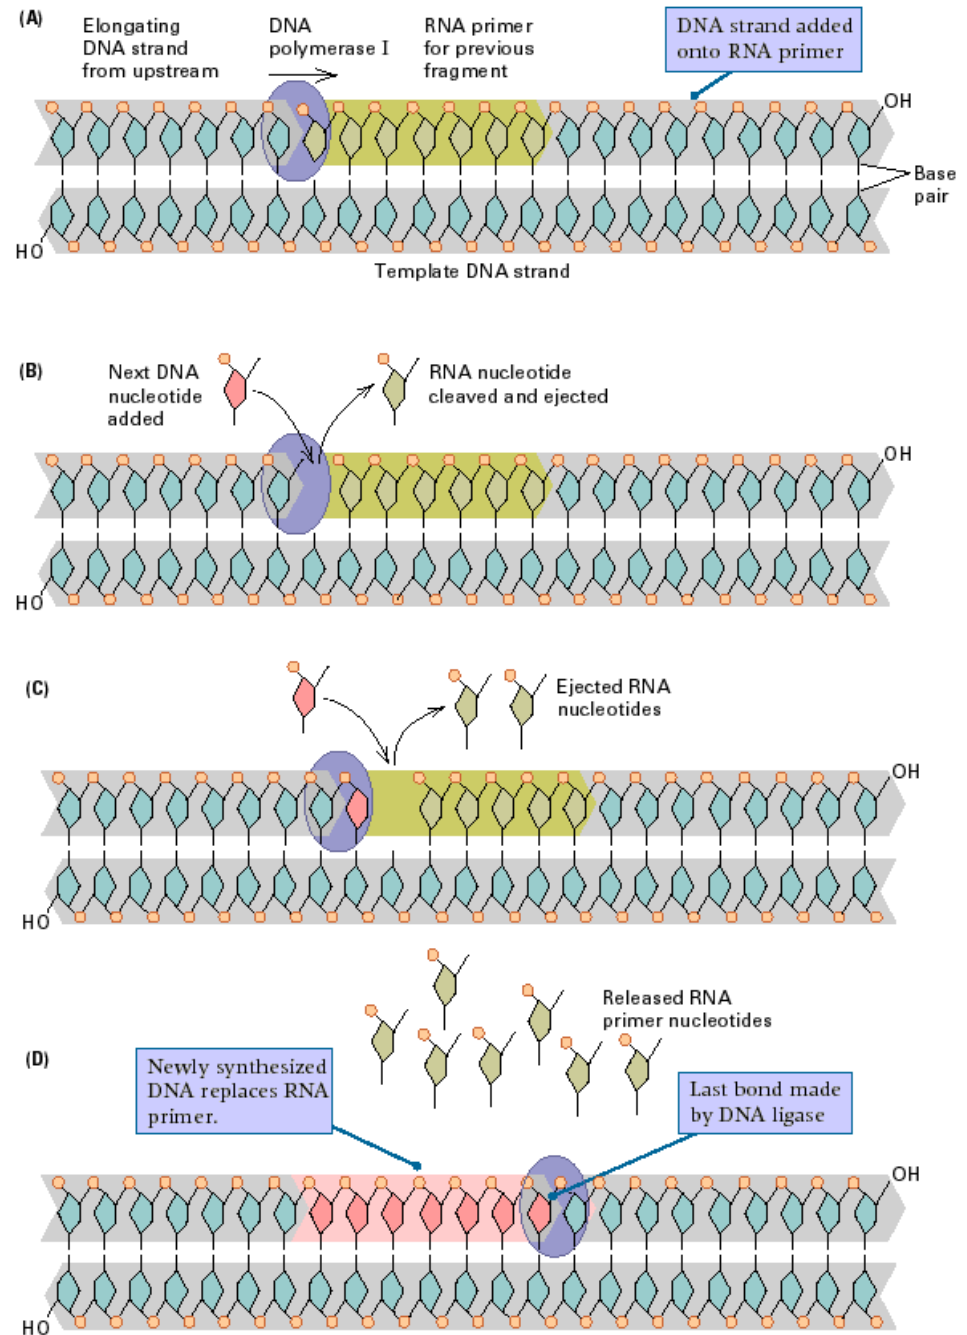 (A)
Elongating
DNA strand
from upstream
DNA
polymerase I
RNA primer
for previous
fragment
DNA strand added
onto RNA primer
OH
Base
pair
HO
Template DNA strand
(B)
Next DNA
nucleotide
added
RNA nucleotide
cleaved and ejected
OH
HO
(C)
Ejected RNA
nucleotides
OH
HO
Released RNA
primer nucleotides
(D)
Newly synthesized
DNA replaces RNA
primer.
Last bond made
by DNA ligase
OH
HO